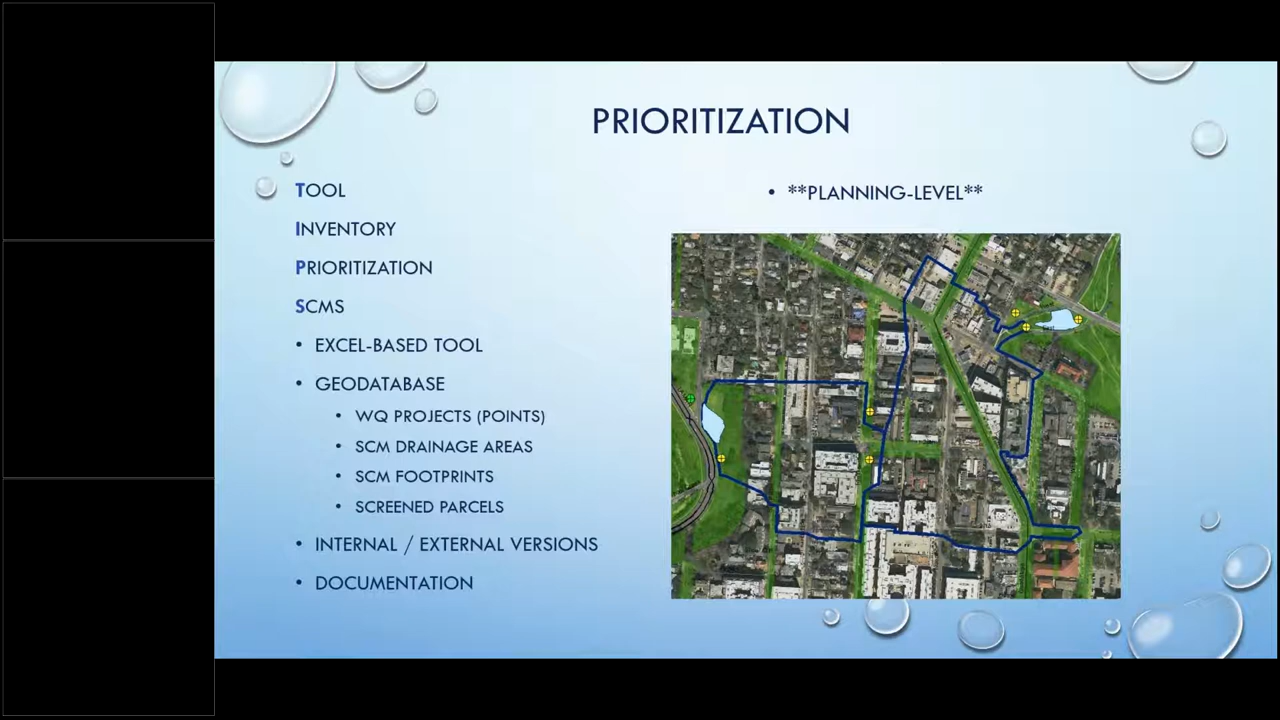 PRIORITIZATION
TOOL
INVENTORY
PRIORITIZATION
SCMS
• EXCEL-BASED TOOL
• GEODATABASE
• WQ PROJECTS (POINTS)
• SCM DRAINAGE AREAS
• SCM FOOTPRINTS
• SCREENED PARCELS
• INTERNAL / EXTERNAL VERSIONS
• DOCUMENTATION
• **PLANNING-LEVEL**